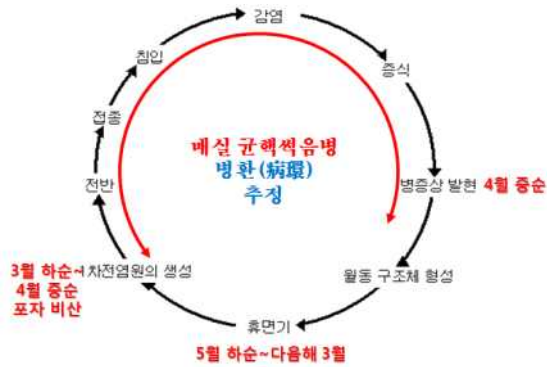 감염
침입
증식
접종
매실 균핵썩음병
병환(病環)
추정
전반
병증상 발현 4월 중순
3월 하순~ 차전염원의 생성
4월 중순
포자 비산
월동 구조체 형성
휴면기
5월 하순~다음해 3월